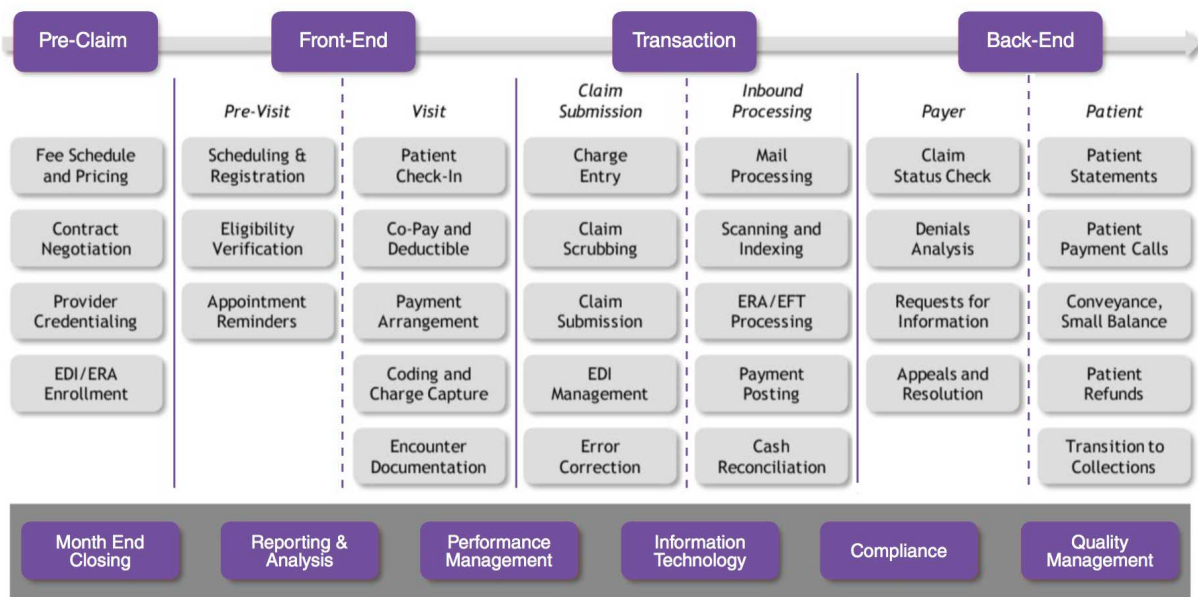 Pre-Claim
Front-End
Transaction
Back-End
Pre-Visit
Visit
Claim
Submission
Inbound
Processing
Payer
Patient
Fee Schedule
and Pricing
Contract
Negotiation
Provider
Credentialing
EDI/ERA
Enrollment
Scheduling &
Registration
Eligibility
Verification
Appointment
Reminders
Patient
Check-In
Co-Pay and
Deductible
Payment
Arrangement
Coding and
Charge Capture
Encounter
Documentation
Charge
Entry
Claim
Scrubbing
Claim
Submission
EDI
Management
Error
Correction
Mail
Processing
Scanning and
Indexing
ERA/EFT
Processing
Payment
Posting
Cash
Reconciliation
Claim
Status Check
Denials
Analysis
Requests for
Information
Appeals and
Resolution
Patient
Statements
Patient
Payment Calls
Conveyance,
Small Balance
Patient
Refunds
Transition to
Collections
Month End
Closing
Reporting &
Analysis
Performance
Management
Information
Technology
Compliance
Quality
Management